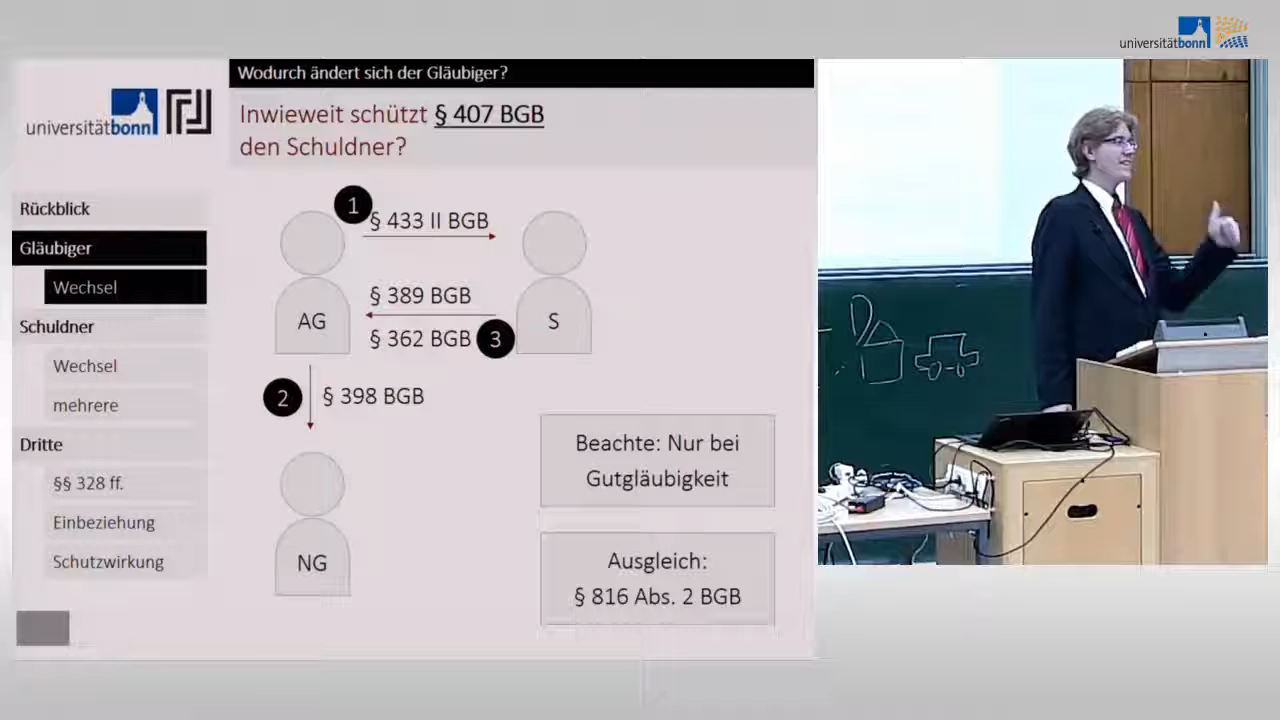 universitätbonn
universitätbonn
Wodurch ändert sich der Gläubiger?
Inwieweit schützt § 407 BGB
den Schuldner?
Rückblick
Gläubiger
Wechsel
Schuldner
Wechsel
mehrere
Dritte
§§ 328 ff.
Einbeziehung
Schutzwirkung
1
§ 433 II BGB
§ 389 BGB
AG
S
§ 362 BGB
3
2
§ 398 BGB
Beachte: Nur bei
Gutgläubigkeit
NG
Ausgleich:
§ 816 Abs. 2 BGB